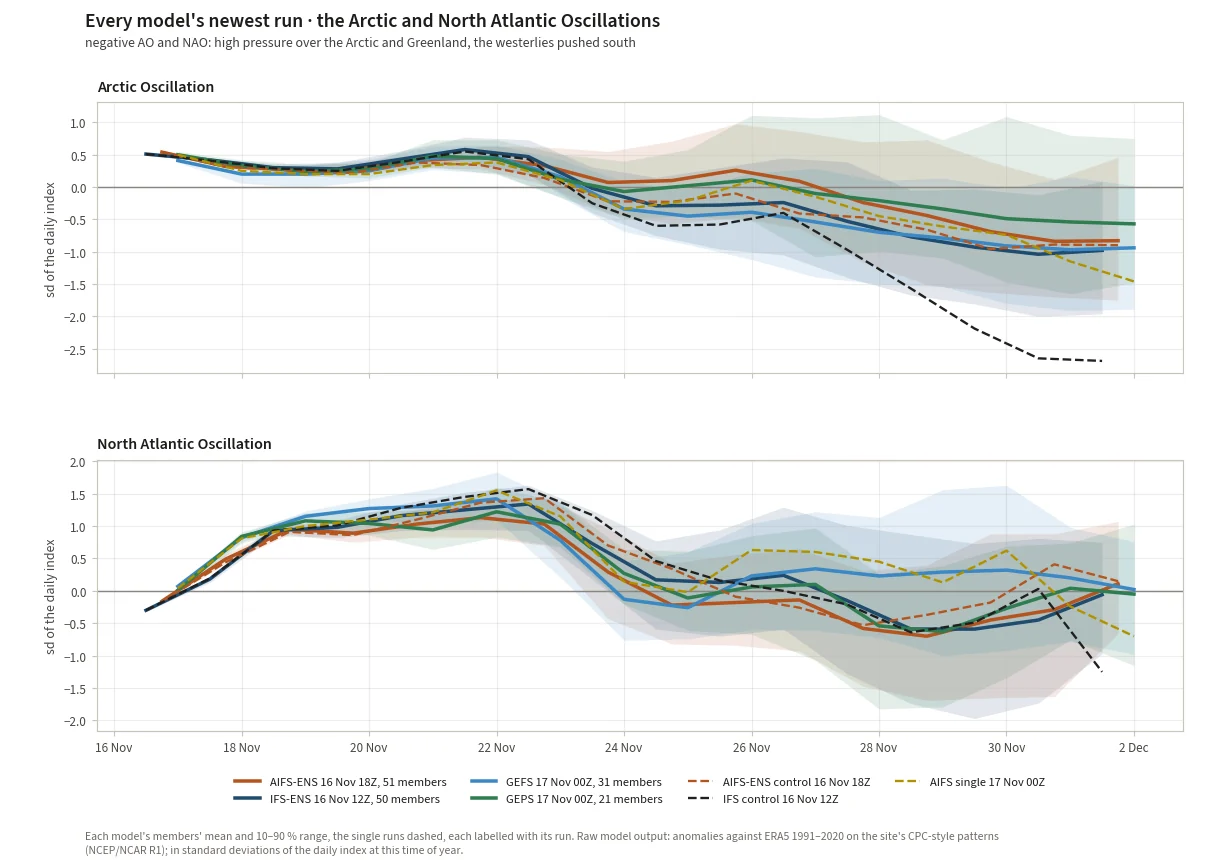 Every model's newest run · the Arctic and North Atlantic Oscillations
negative AO and NAO: high pressure over the Arctic and Greenland, the westerlies pushed south
Arctic Oscillation
sd of the daily index
1.0
0.5
0.0
−0.5
−1.0
−1.5
−2.0
−2.5
North Atlantic Oscillation
sd of the daily index
2.0
1.5
1.0
0.5
0.0
−0.5
−1.0
−1.5
−2.0
16 Nov 18 Nov 20 Nov 22 Nov 24 Nov 26 Nov 28 Nov 30 Nov 2 Dec
AIFS-ENS 16 Nov 18Z, 51 members GEFS 17 Nov 00Z, 31 members AIFS-ENS control 16 Nov 18Z AIFS single 17 Nov 00Z
IFS-ENS 16 Nov 12Z, 50 members GEPS 17 Nov 00Z, 21 members IFS control 16 Nov 12Z
Each model's members' mean and 10–90 % range, the single runs dashed, each labelled with its run. Raw model output: anomalies against ERA5 1991–2020 on the site's CPC-style patterns
(NCEP/NCAR R1); in standard deviations of the daily index at this time of year.